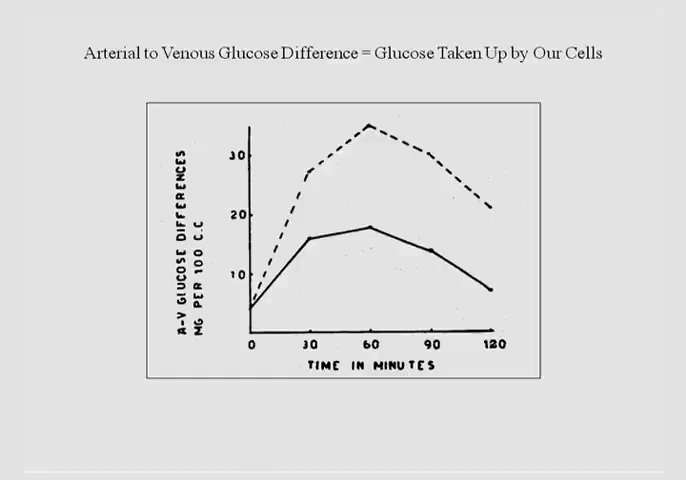 Arterial to Venous Glucose Difference = Glucose Taken Up by Our Cells
A-V GLUCOSE DIFFERENCES
MG PER 100 C.C
30
20
10
0 30 60 90 120
TIME IN MINUTES